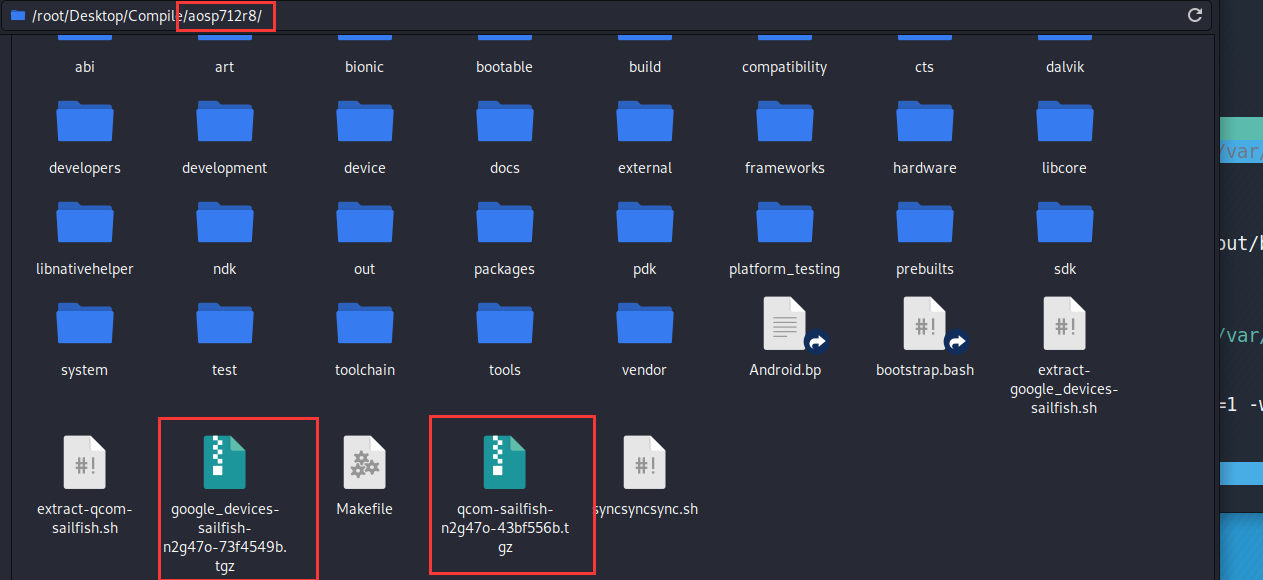 /root/Desktop/Compile/aosp712r8/
abi art bionic bootable build compatibility cts dalvik
/var/
developers development device docs external frameworks hardware libcore
out/b
libnativehelper ndk out packages pdk platform_testing prebuilts sdk
/var/
system test toolchain tools vendor Android.bp bootstrap.bash extract-
google_devices-
sailfish.sh
=1 -w
#!
#!
#!
#!
extract-qcom-
sailfish.sh
google_devices-
sailfish-
n2g47o-73f4549b.
tgz
Makefile
qcom-sailfish-
n2g47o-43bf556b.t
gz
syncsyncsync.sh